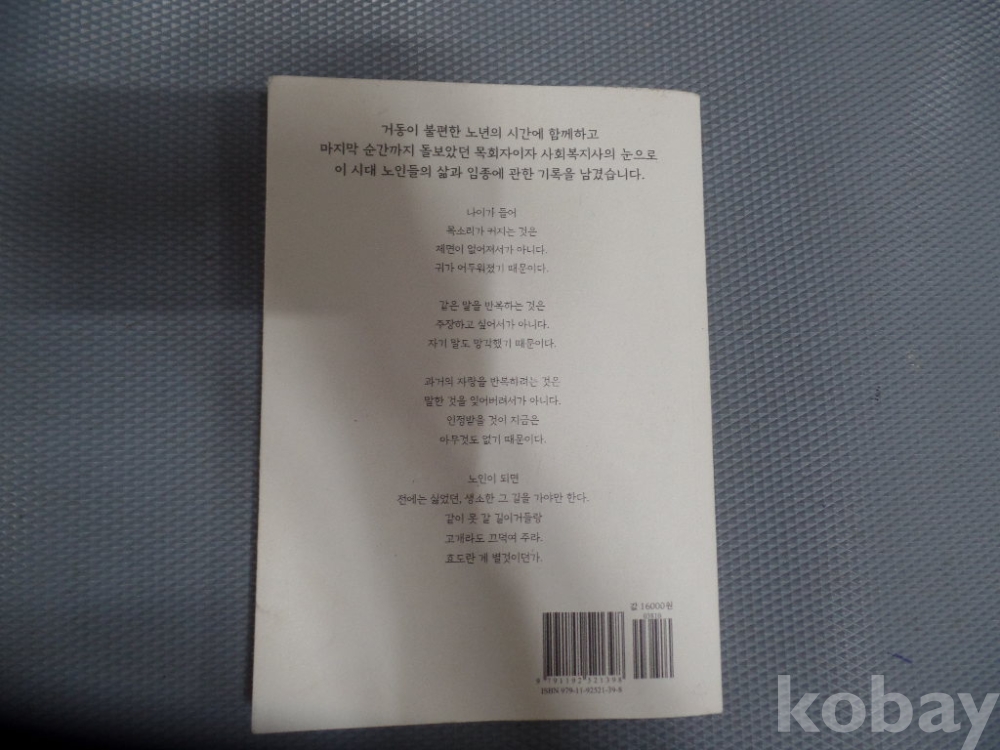 거동이 불편한 노년의 시간에 함께하고
마지막 순간까지 돌보았던 목회자이자 사회복지사의 눈으로
이 시대 노인들의 삶과 임종에 관한 기록을 남겼습니다.
나이가 들어
목소리가 커지는 것은
체면이 없어져서가 아니다.
귀가 어두워졌기 때문이다.
같은 말을 반복하는 것은
주장하고 싶어서가 아니다.
자기 말도 망각했기 때문이다.
과거의 자랑을 반복하려는 것은
말한 것을 잊어버려서가 아니다.
인정받을 것이 지금은
아무것도 없기 때문이다.
노인이 되면
전에는 싫었던, 생소한 그 길을 가야만 한다.
같이 못 갈 길이거들랑
고개라도 끄덕여 주라.
효도란 게 별것이던가.
값 16000원
03810
9 791192 521398
ISBN 979-11-92521-39-8
kobay